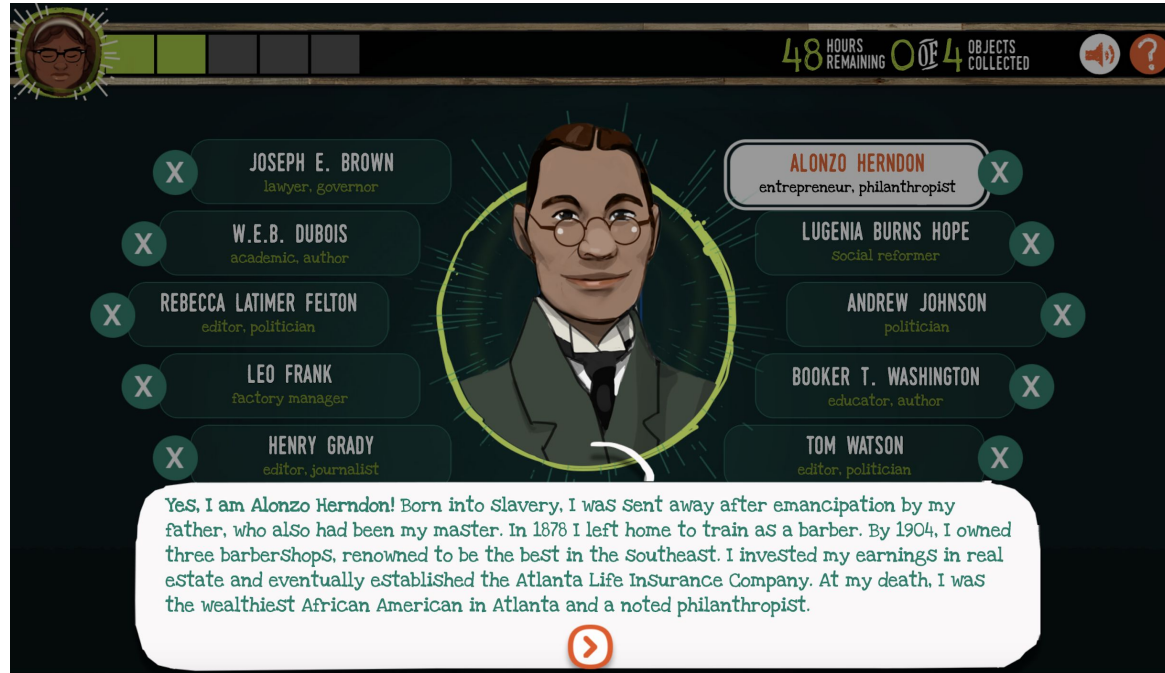 48 HOURS REMAINING 0 OF 4 OBJECTS COLLECTED
?
X JOSEPH E. BROWN
lawyer, governor
X W.E.B. DUBOIS
academic, author
X REBECCA LATIMER FELTON
editor, politician
X LEO FRANK
factory manager
X HENRY GRADY
editor, journalist
ALONZO HERNDON X
entrepreneur, philanthropist
LUGENIA BURNS HOPE X
social reformer
ANDREW JOHNSON X
politician
BOOKER T. WASHINGTON X
educator, author
TOM WATSON X
editor, politician
Yes, I am Alonzo Herndon! Born into slavery, I was sent away after emancipation by my
father, who also had been my master. In 1878 I left home to train as a barber. By 1904, I owned
three barbershops, renowned to be the best in the southeast. I invested my earnings in real
estate and eventually established the Atlanta Life Insurance Company. At my death, I was
the wealthiest African American in Atlanta and a noted philanthropist.